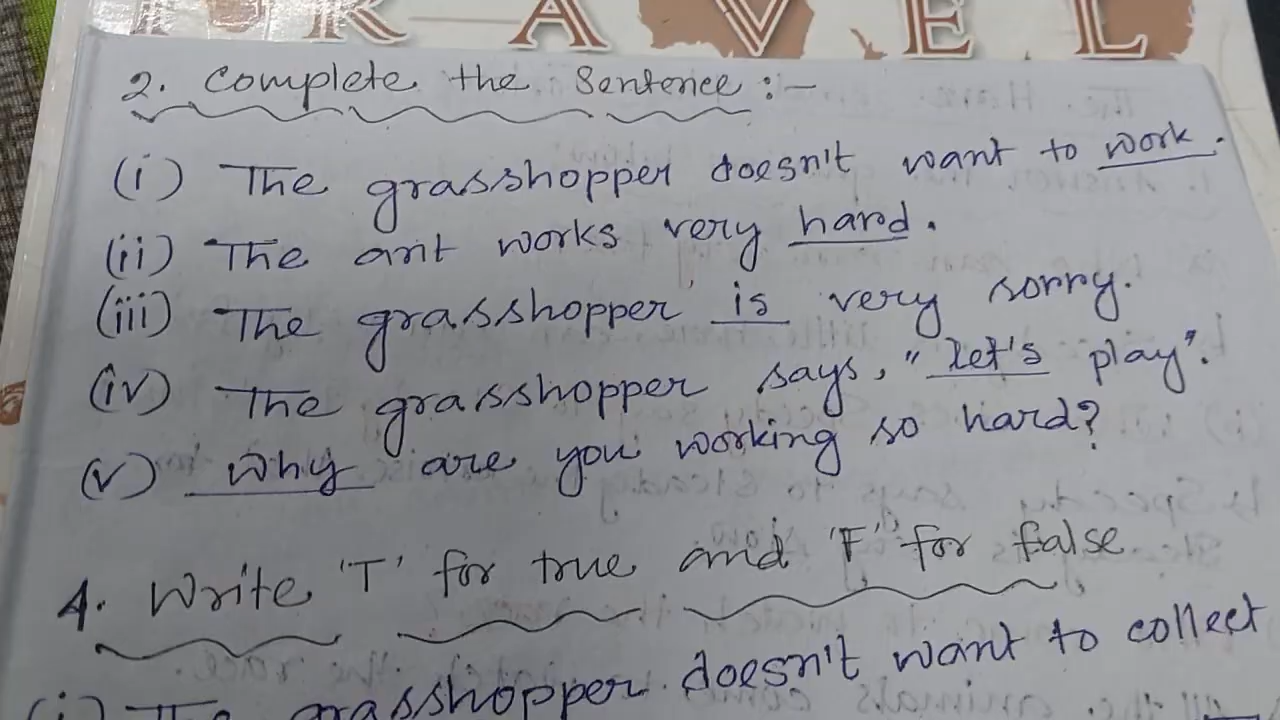 TRAVEL
2. Complete the Sentence :-
(i) The grasshopper doesn't want to work.
(ii) The ant works very hard.
(iii) The grasshopper is very sorry.
(iv) The grasshopper says, "let's play".
(v) Why are you working so hard?
4. Write 'T' for true and 'F' for false
(i) The grasshopper doesn't want to collect